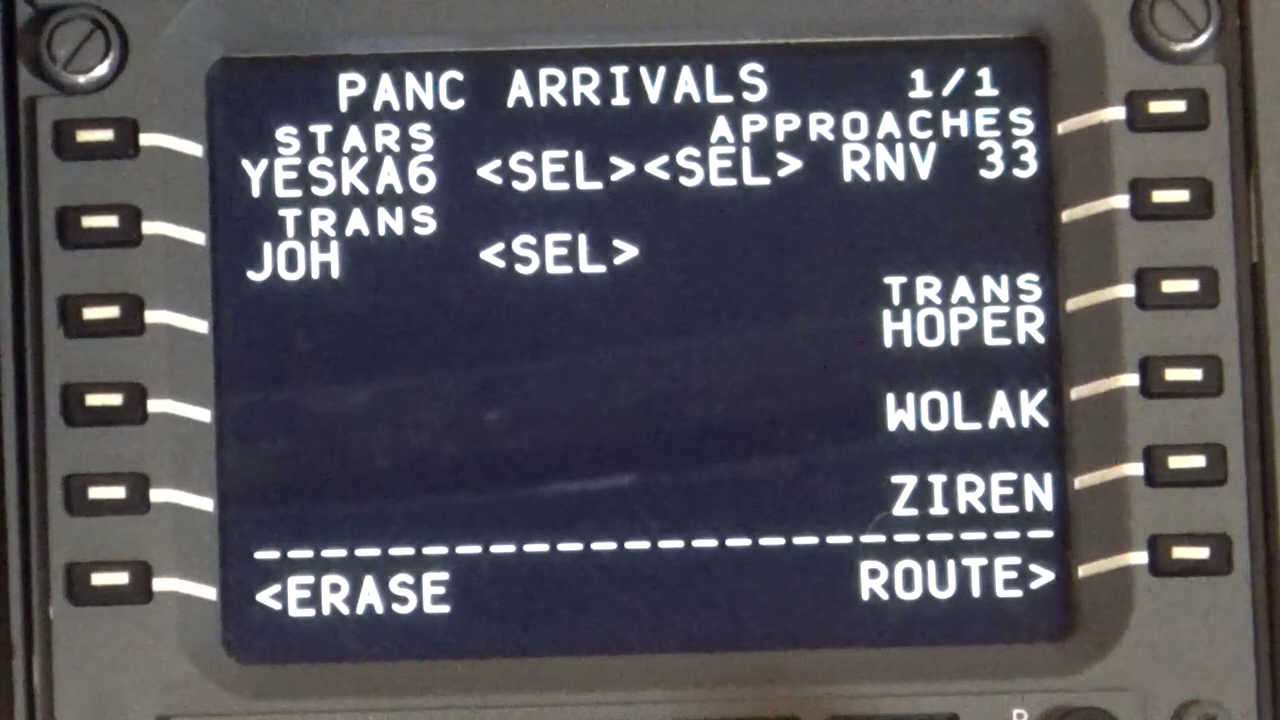 PANC ARRIVALS 1/1
STARS APPROACHES
YESKA6 <SEL><SEL> RNV 33
TRANS
JOH <SEL>
TRANS
HOPER
WOLAK
ZIREN
------------------------
<ERASE ROUTE>